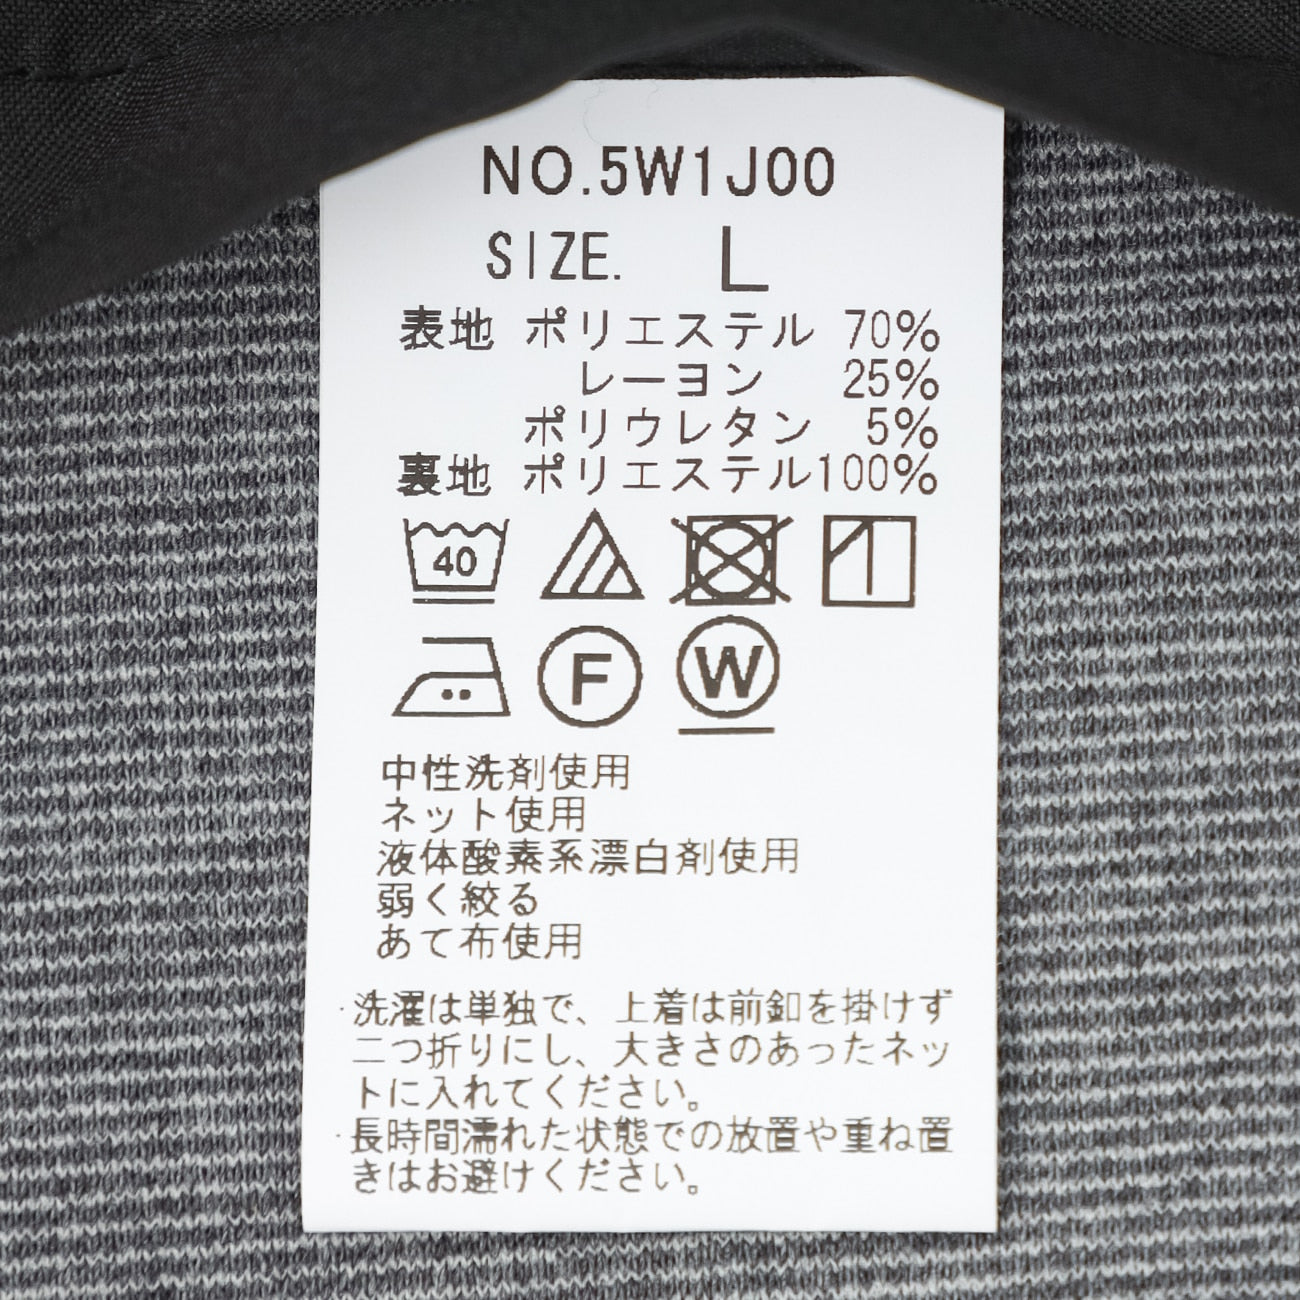 NO.5W1J00
SIZE. L
表地 ポリエステル 70%
レーヨン 25%
ポリウレタン 5%
裏地 ポリエステル100%
40
F W
中性洗剤使用
ネット使用
液体酸素系漂白剤使用
弱く絞る
あて布使用
・洗濯は単独で、上着は前釦を掛けず
二つ折りにし、大きさのあったネッ
トに入れてください。
・長時間濡れた状態での放置や重ね置
きはお避けください。